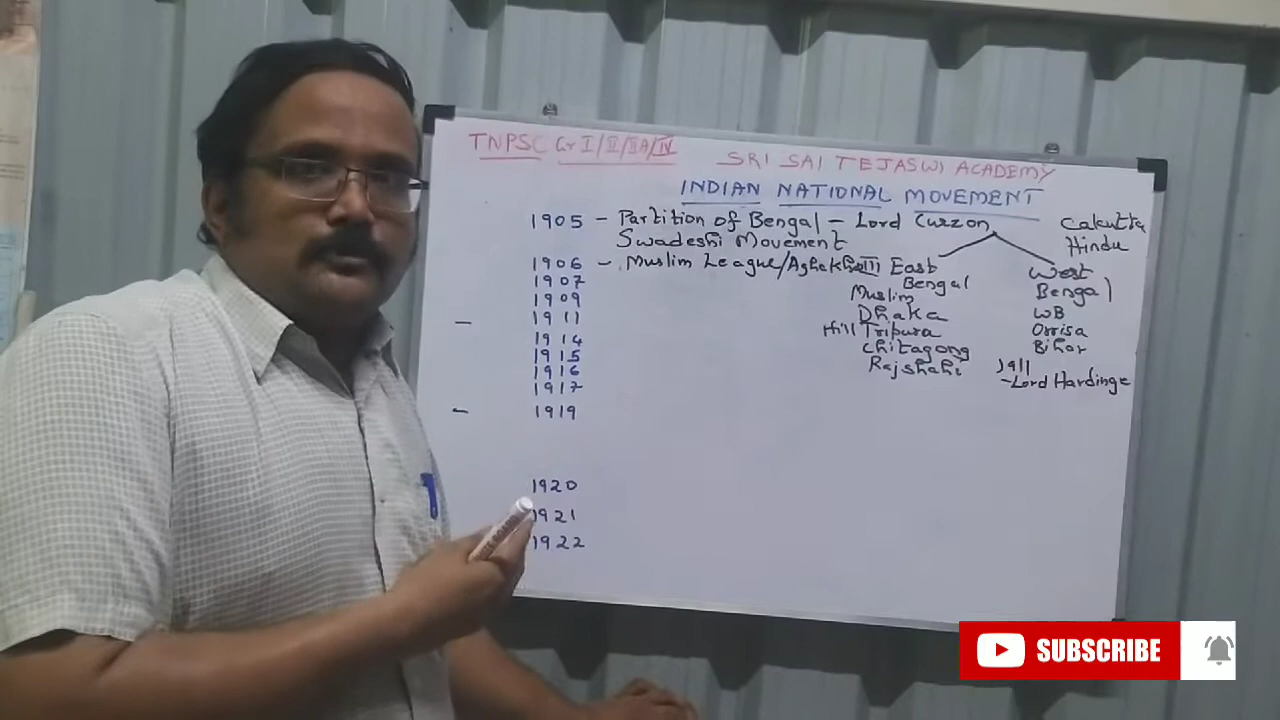 TNPSC Gr I/II/IIA/IV
SRI SAI TEJASWI ACADEMY
INDIAN NATIONAL MOVEMENT
1905 - Partition of Bengal - Lord Curzon
Swadeshi Movement
1906 - Muslim League/
1907
1909
- 1911
1914
1915
1916
1917
- 1919
1920
1921
1922
East
Bengal
Muslim
Dhaka
Hill Tripura
Chitagong
Rajshahi
Calcutta
Hindu
West
Bengal
WB
Orrisa
Bihar
1911
-Lord Hardinge
SUBSCRIBE